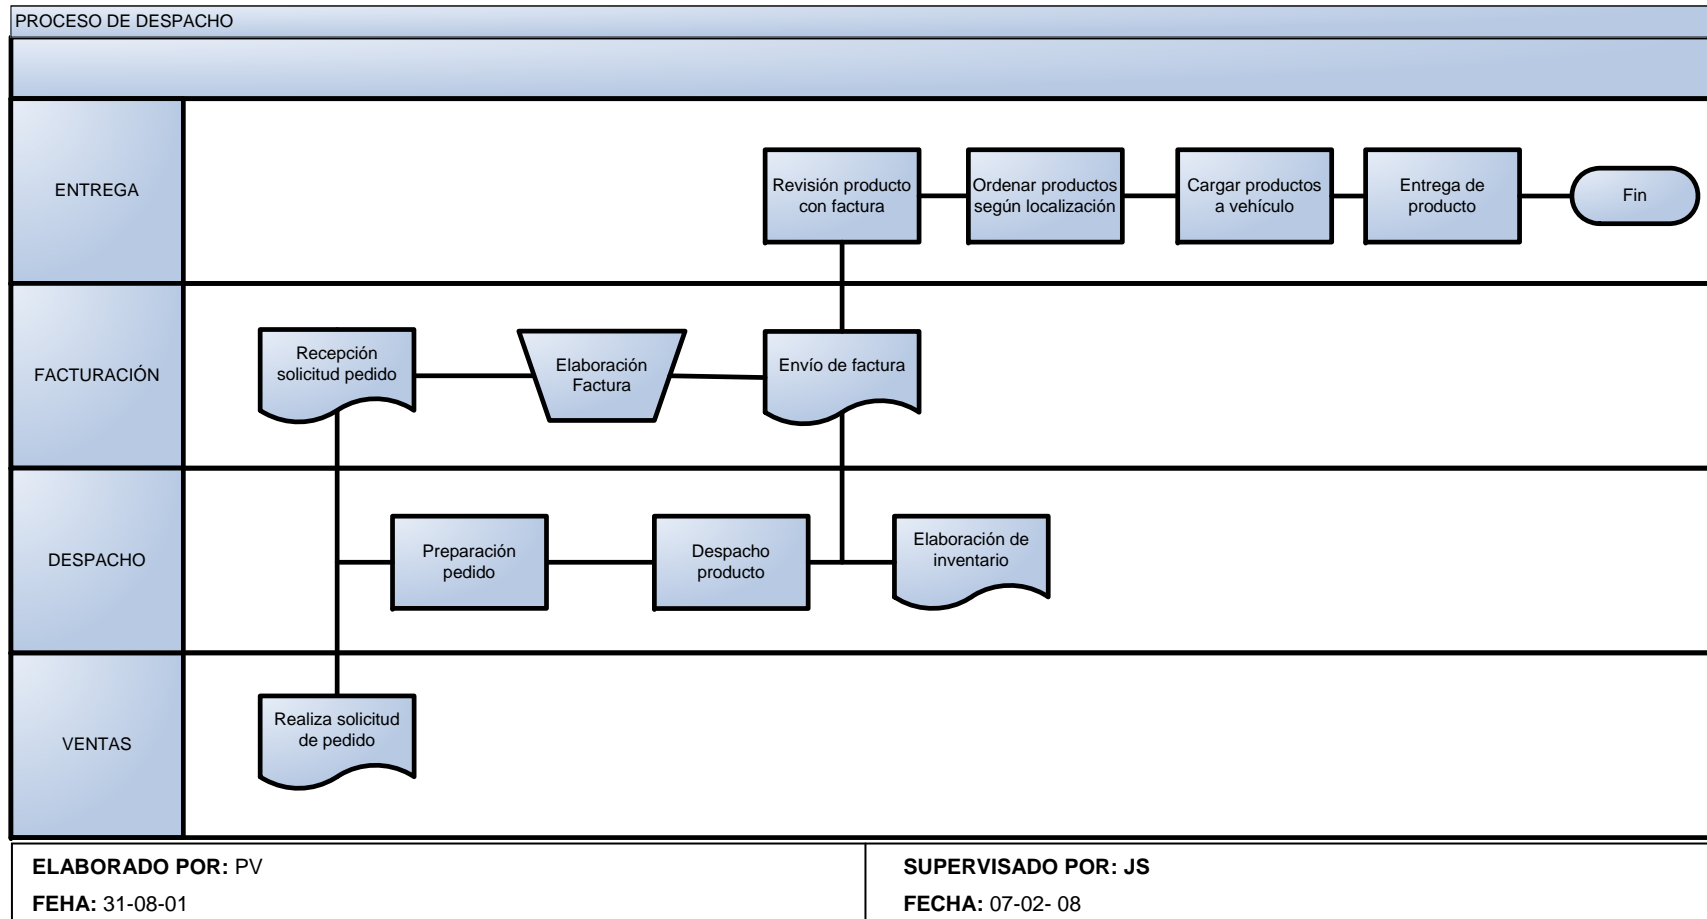 PROCESO DE DESPACHO
ENTREGA
Revisión producto
con factura
Ordenar productos
según localización
Cargar productos
a vehículo
Entrega de
producto
Fin
FACTURACIÓN
Recepción
solicitud pedido
Elaboración
Factura
Envío de factura
DESPACHO
Preparación
pedido
Despacho
producto
Elaboración de
inventario
VENTAS
Realiza solicitud
de pedido
ELABORADO POR: PV
FEHA: 31-08-01
SUPERVISADO POR: JS
FECHA: 07-02- 08